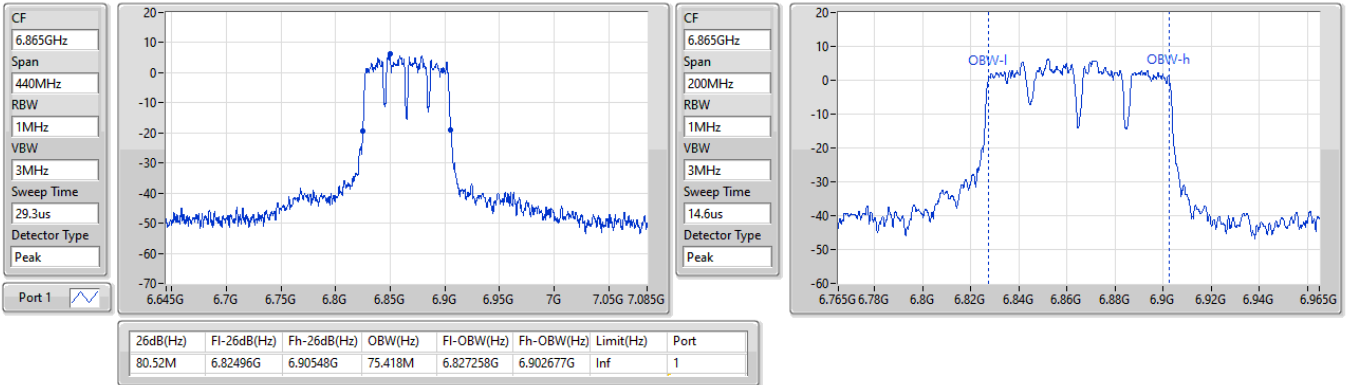 CF
6.865GHz
Span
440MHz
RBW
1MHz
VBW
3MHz
Sweep Time
29.3us
Detector Type
Peak
Port 1
20
10
0
-10
-20
-30
-40
-50
-60
-70
6.645G 6.7G 6.75G 6.8G 6.85G 6.9G 6.95G 7G 7.05G 7.085G
CF
6.865GHz
Span
200MHz
RBW
1MHz
VBW
3MHz
Sweep Time
14.6us
Detector Type
Peak
20
10
0
-10
-20
-30
-40
-50
-60
OBW-l OBW-h
6.765G 6.78G 6.8G 6.82G 6.84G 6.86G 6.88G 6.9G 6.92G 6.94G 6.965G
26dB(Hz) Fl-26dB(Hz) Fh-26dB(Hz) OBW(Hz) Fl-OBW(Hz) Fh-OBW(Hz) Limit(Hz) Port
80.52M 6.82496G 6.90548G 75.418M 6.827258G 6.902677G Inf 1